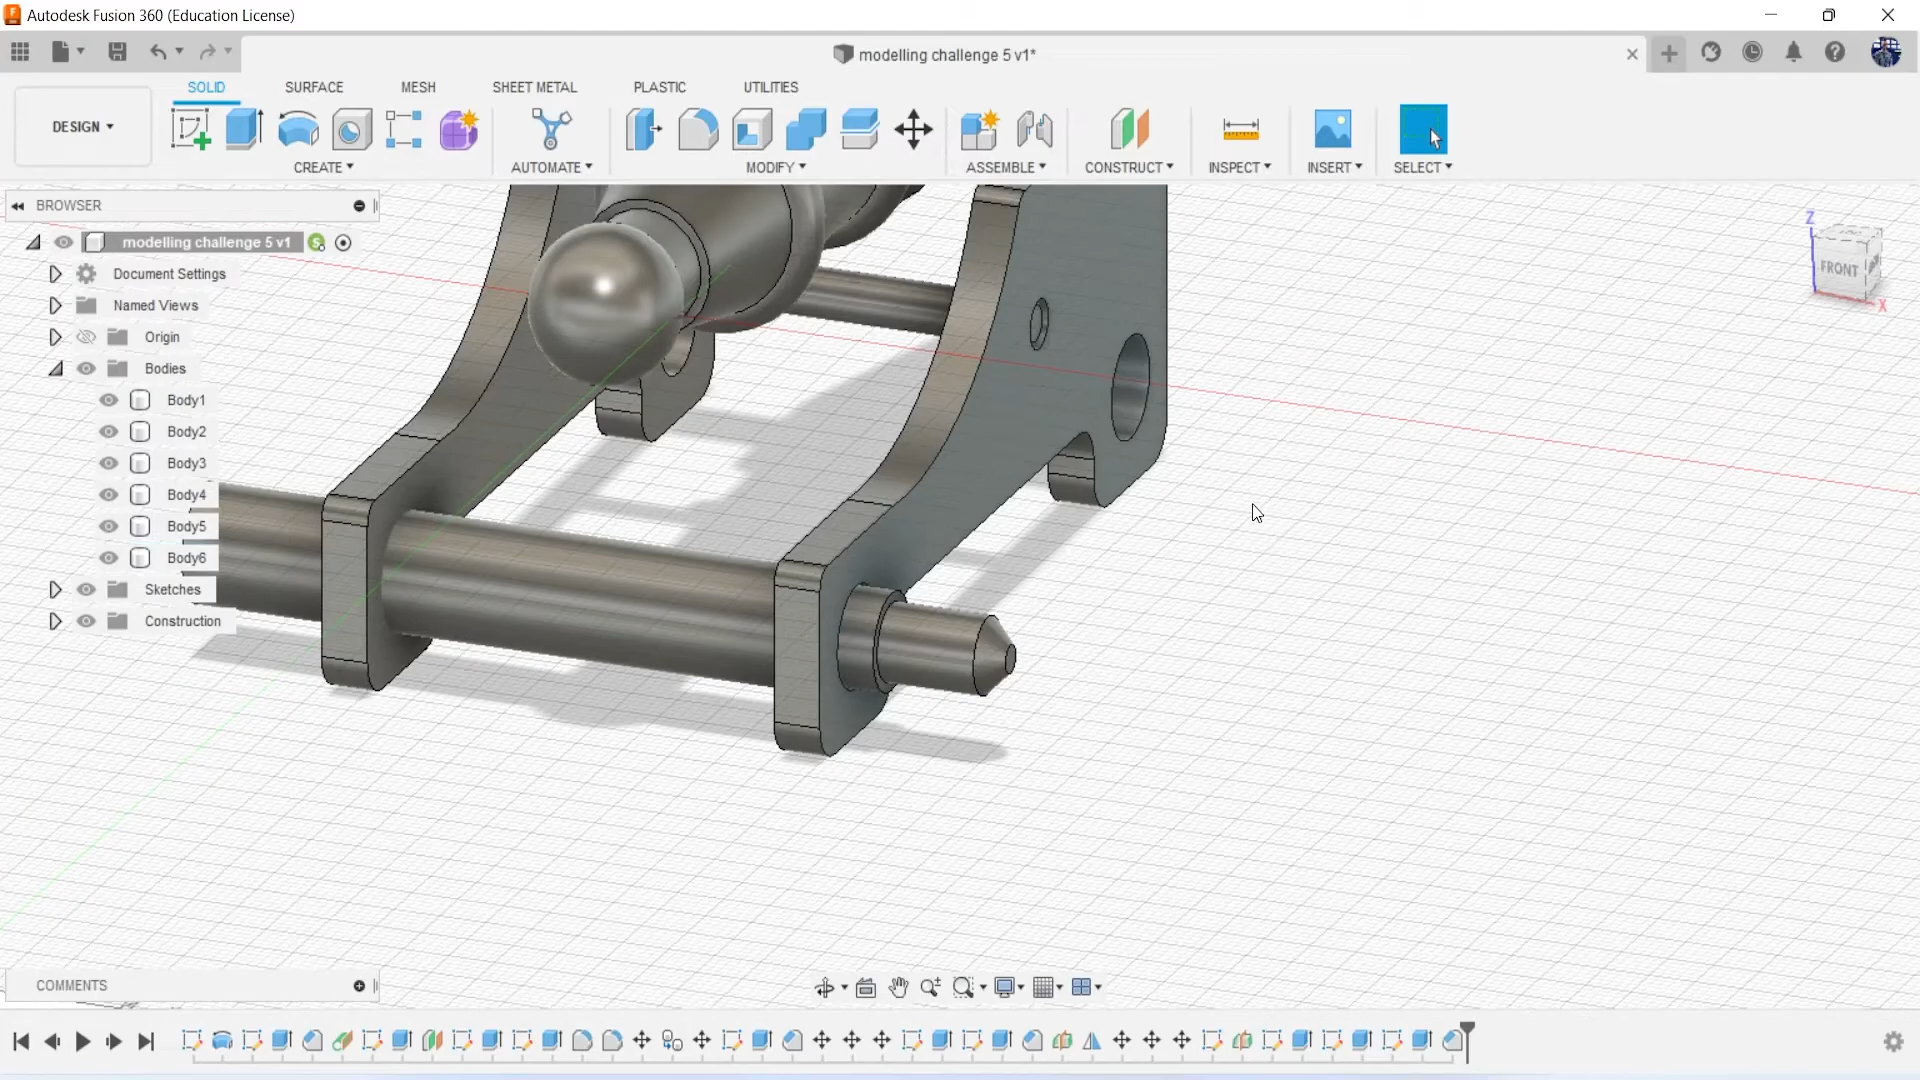 Autodesk Fusion 360 (Education License)
modelling challenge 5 v1*
SOLID SURFACE MESH SHEET METAL PLASTIC UTILITIES
DESIGN
CREATE AUTOMATE MODIFY ASSEMBLE CONSTRUCT INSPECT INSERT SELECT
BROWSER
modelling challenge 5 v1
Document Settings
Named Views
Origin
Bodies
Body1
Body2
Body3
Body4
Body5
Body6
Sketches
Construction
Z
FRONT
X
COMMENTS